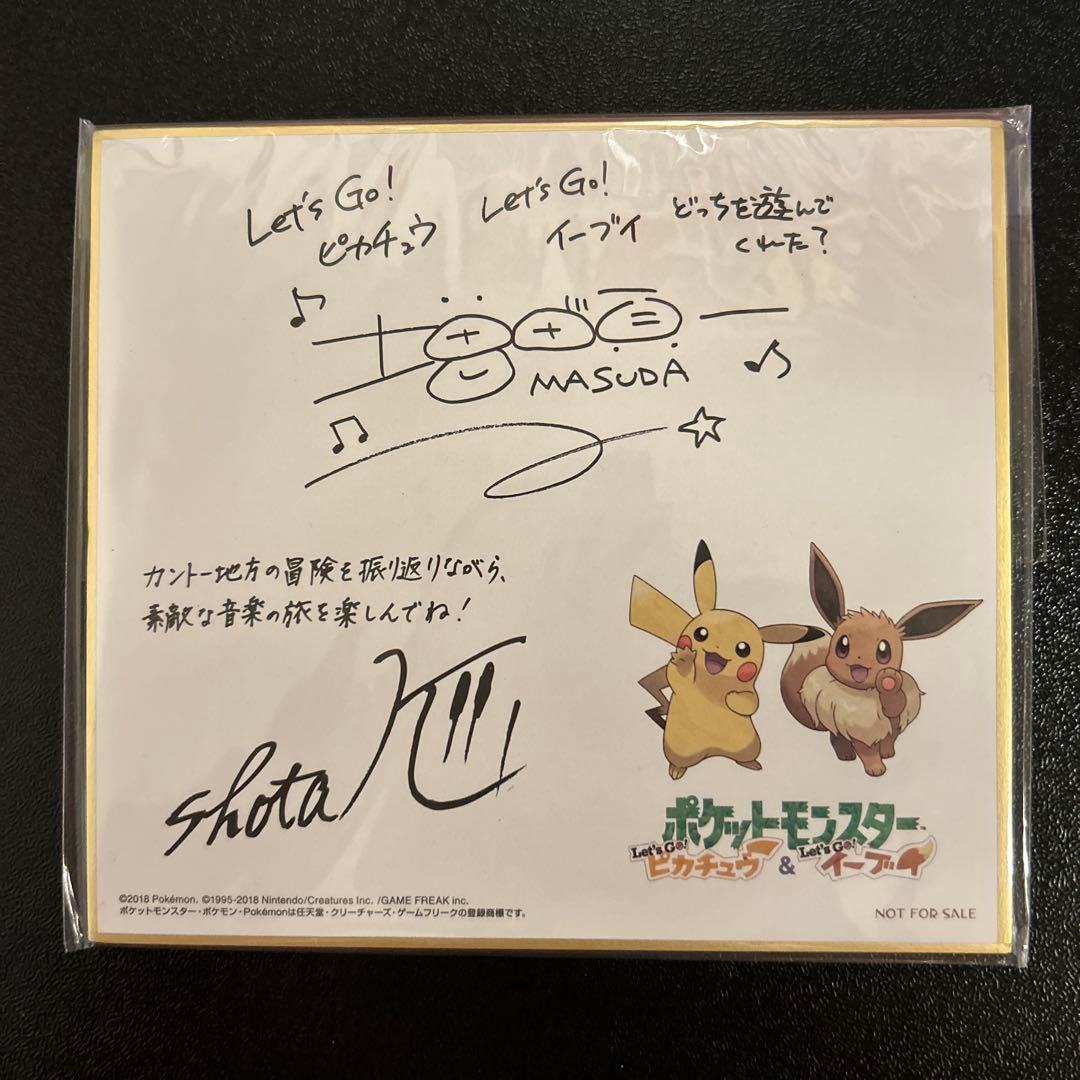 Let's Go!
ピカチュウ
Let's Go!
イーブイ
どっちを遊んで
くれた?
MASUDA
カントー地方の冒険を振り返りながら、
素敵な音楽の旅を楽しんでね!
shota
ポケットモンスター
Let's Go! ピカチュウ & Let's Go! イーブイ
©2018 Pokémon. ©1995-2018 Nintendo/Creatures Inc. /GAME FREAK inc.
ポケットモンスター・ポケモン・Pokémonは任天堂・クリーチャーズ・ゲームフリークの登録商標です。
NOT FOR SALE